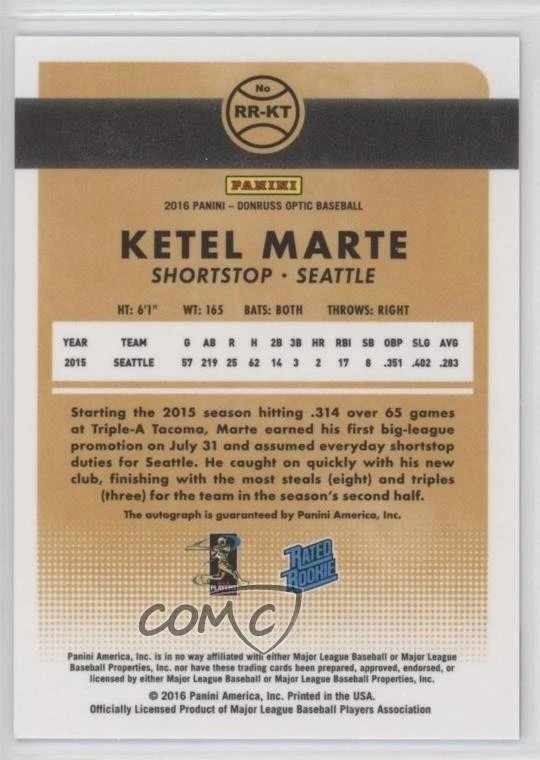 No
RR-KT
PANINI
2016 PANINI – DONRUSS OPTIC BASEBALL
KETEL MARTE
SHORTSTOP • SEATTLE
HT: 6'1" WT: 165 BATS: BOTH THROWS: RIGHT
YEAR TEAM G AB R H 2B 3B HR RBI SB OBP SLG AVG
2015 SEATTLE 57 219 25 62 14 3 2 17 8 .351 .402 .283
Starting the 2015 season hitting .314 over 65 games
at Triple-A Tacoma, Marte earned his first big-league
promotion on July 31 and assumed everyday shortstop
duties for Seattle. He caught on quickly with his new
club, finishing with the most steals (eight) and triples
(three) for the team in the season's second half.
The autograph is guaranteed by Panini America, Inc.
PLAYERS
RATED
ROOKIE
COMC
Panini America, Inc. is in no way affiliated with either Major League Baseball or Major League
Baseball Properties, Inc. nor have these trading cards been prepared, approved, endorsed, or
licensed by either Major League Baseball or Major League Baseball Properties, Inc.
© 2016 Panini America, Inc. Printed in the USA.
Officially Licensed Product of Major League Baseball Players Association